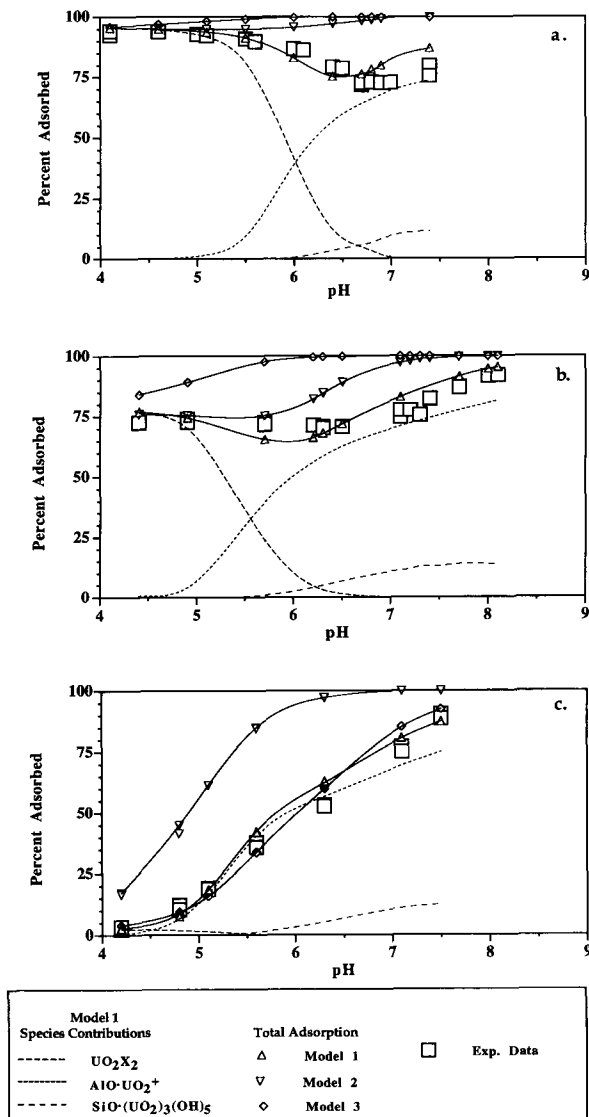 a.
100
75
50
25
0
Percent Adsorbed
4 5 6 7 8 9
pH
b.
100
75
50
25
0
Percent Adsorbed
4 5 6 7 8 9
pH
c.
100
75
50
25
0
Percent Adsorbed
4 5 6 7 8 9
pH
Model 1
Species Contributions
Total Adsorption
UO₂X₂
AlO-UO₂⁺
SiO-(UO₂)₃(OH)₅
Model 1
Model 2
Model 3
Exp. Data